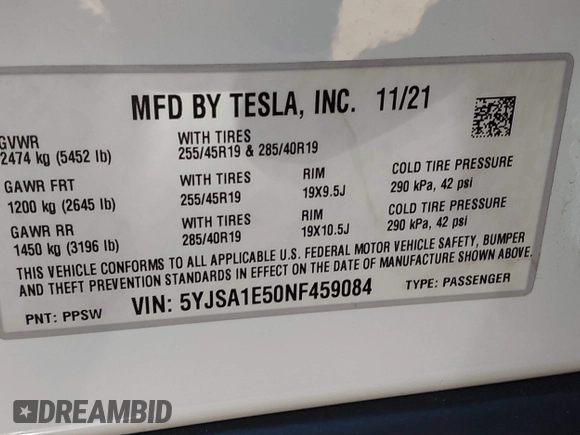 MFD BY TESLA, INC. 11/21
GVWR
2474 kg (5452 lb)
WITH TIRES
255/45R19 & 285/40R19
GAWR FRT
1200 kg (2645 lb)
WITH TIRES
255/45R19
RIM
19X9.5J
COLD TIRE PRESSURE
290 kPa, 42 psi
GAWR RR
1450 kg (3196 lb)
WITH TIRES
285/40R19
RIM
19X10.5J
COLD TIRE PRESSURE
290 kPa, 42 psi
THIS VEHICLE CONFORMS TO ALL APPLICABLE U.S. FEDERAL MOTOR VEHICLE SAFETY, BUMPER
AND THEFT PREVENTION STANDARDS IN EFFECT ON THE DATE OF MANUFACTURE SHOWN ABOVE.
PNT: PPSW VIN: 5YJSA1E50NF459084 TYPE: PASSENGER
DREAMBID